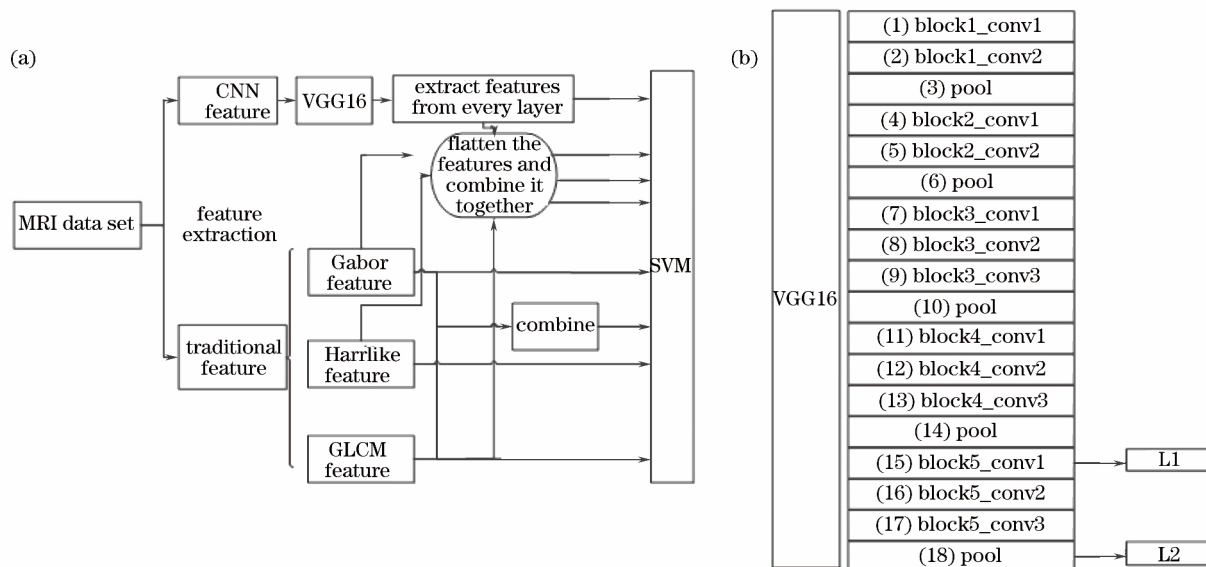 (a)
CNN
feature
VGG16
extract features
from every layer
flatten the
features and
combine it
together
MRI data set
feature
extraction
Gabor
feature
SVM
combine
traditional
feature
Harrlike
feature
GLCM
feature
(b)
VGG16
(1) block1_conv1
(2) block1_conv2
(3) pool
(4) block2_conv1
(5) block2_conv2
(6) pool
(7) block3_conv1
(8) block3_conv2
(9) block3_conv3
(10) pool
(11) block4_conv1
(12) block4_conv2
(13) block4_conv3
(14) pool
(15) block5_conv1
L1
(16) block5_conv2
(17) block5_conv3
(18) pool
L2